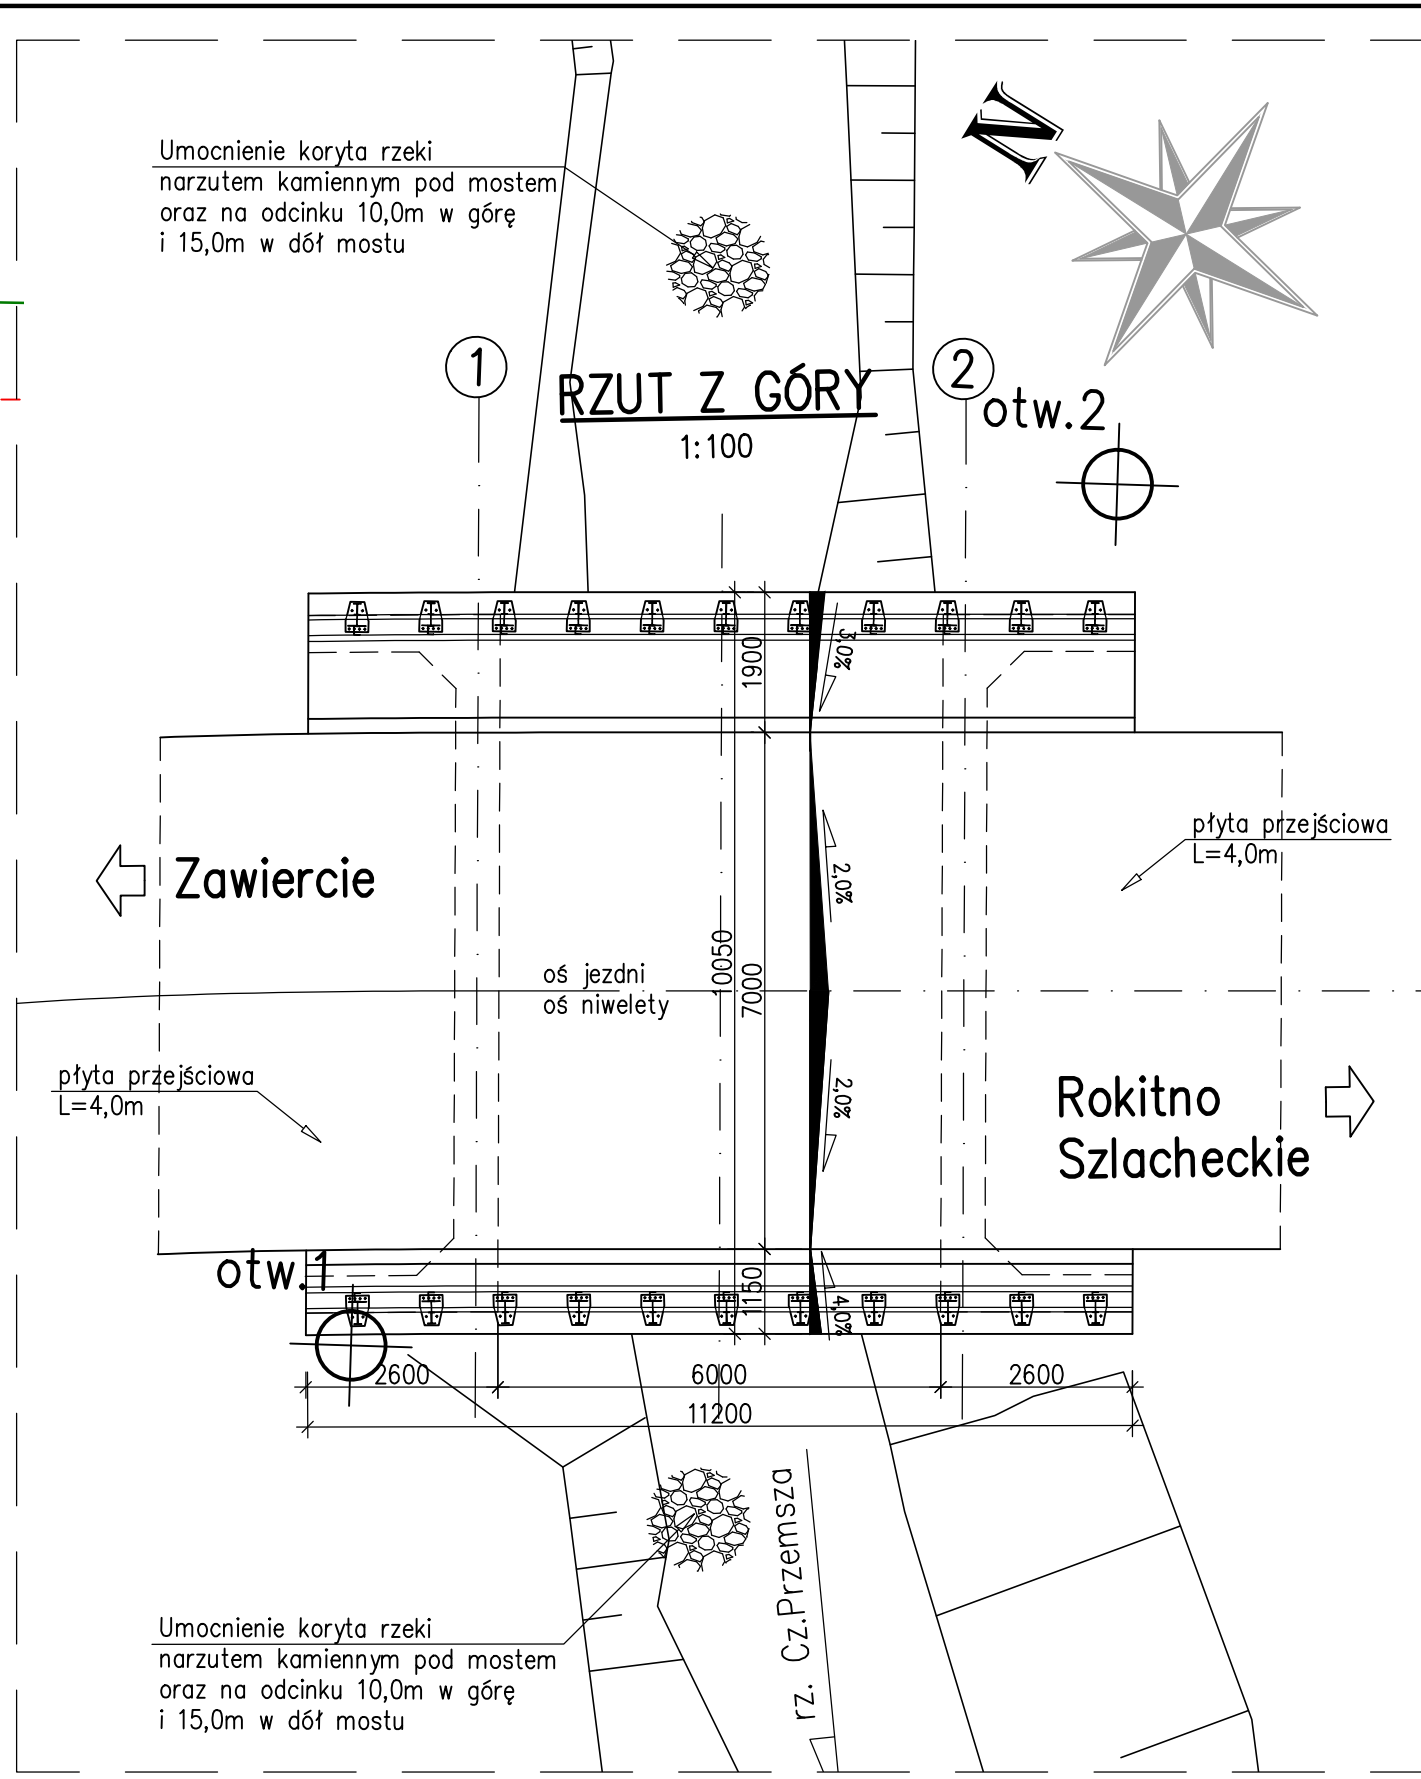 Umocnienie koryta rzeki
narzutem kamiennym pod mostem
oraz na odcinku 10,0m w górę
i 15,0m w dół mostu
N
1
RZUT Z GÓRY
1:100
2
otw.2
1900
3,0%
płyta przejściowa
L=4,0m
Zawiercie
2,0%
10050
7000
oś jezdni
oś niwelety
płyta przejściowa
L=4,0m
2,0%
Rokitno
Szlacheckie
otw.1
1150
4,0%
2600
6000
2600
11200
rz. Cz.Przemsza
Umocnienie koryta rzeki
narzutem kamiennym pod mostem
oraz na odcinku 10,0m w górę
i 15,0m w dół mostu